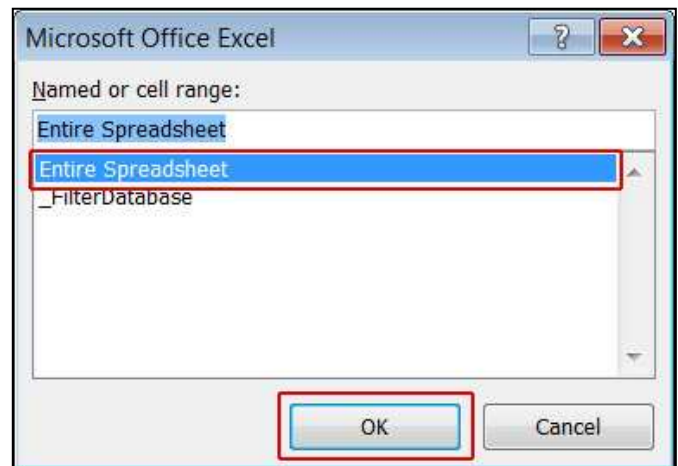 Microsoft Office Excel
Named or cell range:
Entire Spreadsheet
Entire Spreadsheet
_FilterDatabase
OK
Cancel